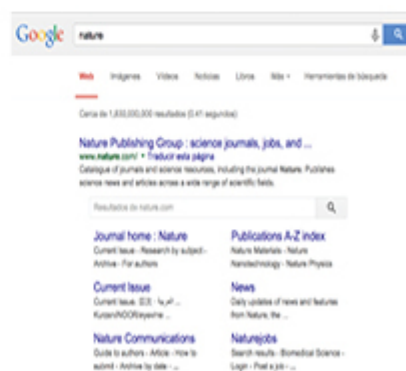 Google
nature
Web Imágenes Vídeos Noticias Libros Más Herramientas de búsqueda
Cerca de 1,830,000,000 resultados (0.41 segundos)
Nature Publishing Group : science journals, jobs, and ...
www.nature.com/ Traducir esta página
Catalogue of journals and science resources, including the journal Nature. Publishes
science news and articles across a wide range of scientific fields.
Resultados de nature.com
Journal home : Nature
Current Issue - Research by subject -
Archive - For authors
Publications A-Z index
Nature Materials - Nature
Nanotechnology - Nature Physics
Current Issue
Current Issue.
News
Daily updates of news and features
from Nature, the ...
Nature Communications
Guide to authors - Article - How to
submit - Archive by date - ...
Naturejobs
Search results - Biomedical Science -
Login - Post a job - ...